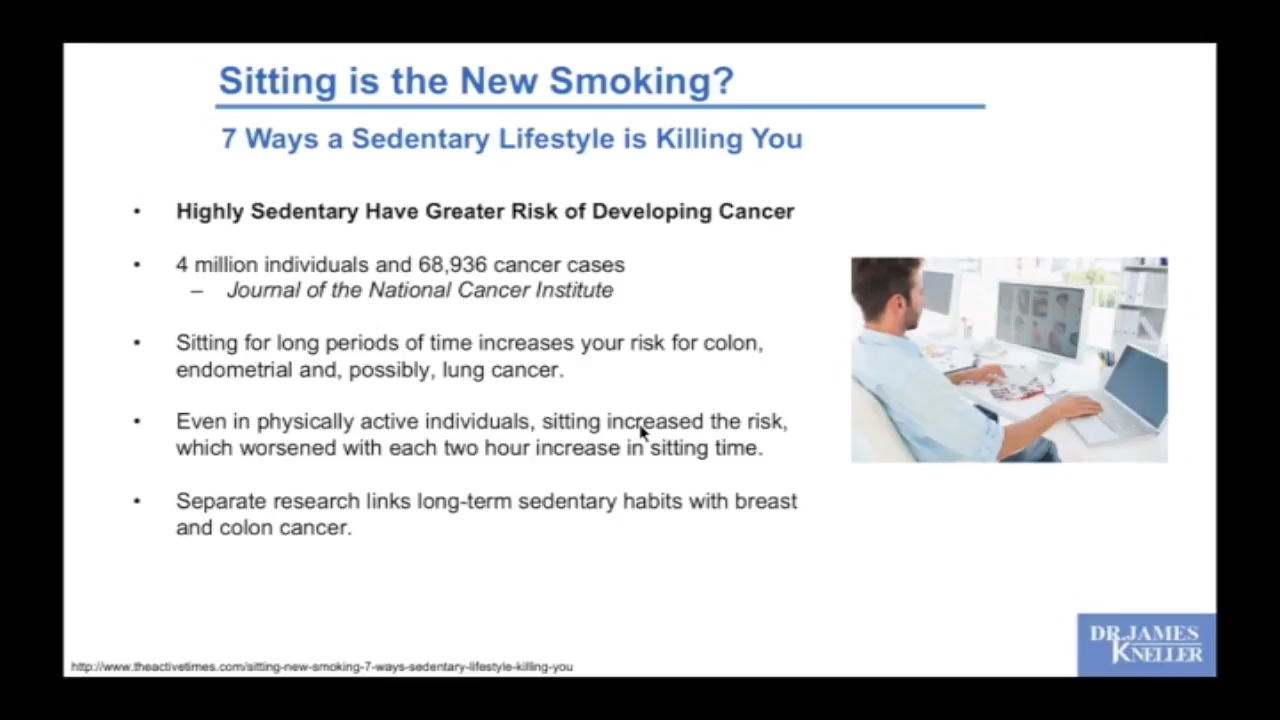 Sitting is the New Smoking?
7 Ways a Sedentary Lifestyle is Killing You
• Highly Sedentary Have Greater Risk of Developing Cancer
• 4 million individuals and 68,936 cancer cases
– Journal of the National Cancer Institute
• Sitting for long periods of time increases your risk for colon,
endometrial and, possibly, lung cancer.
• Even in physically active individuals, sitting increased the risk,
which worsened with each two hour increase in sitting time.
• Separate research links long-term sedentary habits with breast
and colon cancer.
http://www.theactivetimes.com/sitting-new-smoking-7-ways-sedentary-lifestyle-killing-you
DR.JAMES
KNELLER